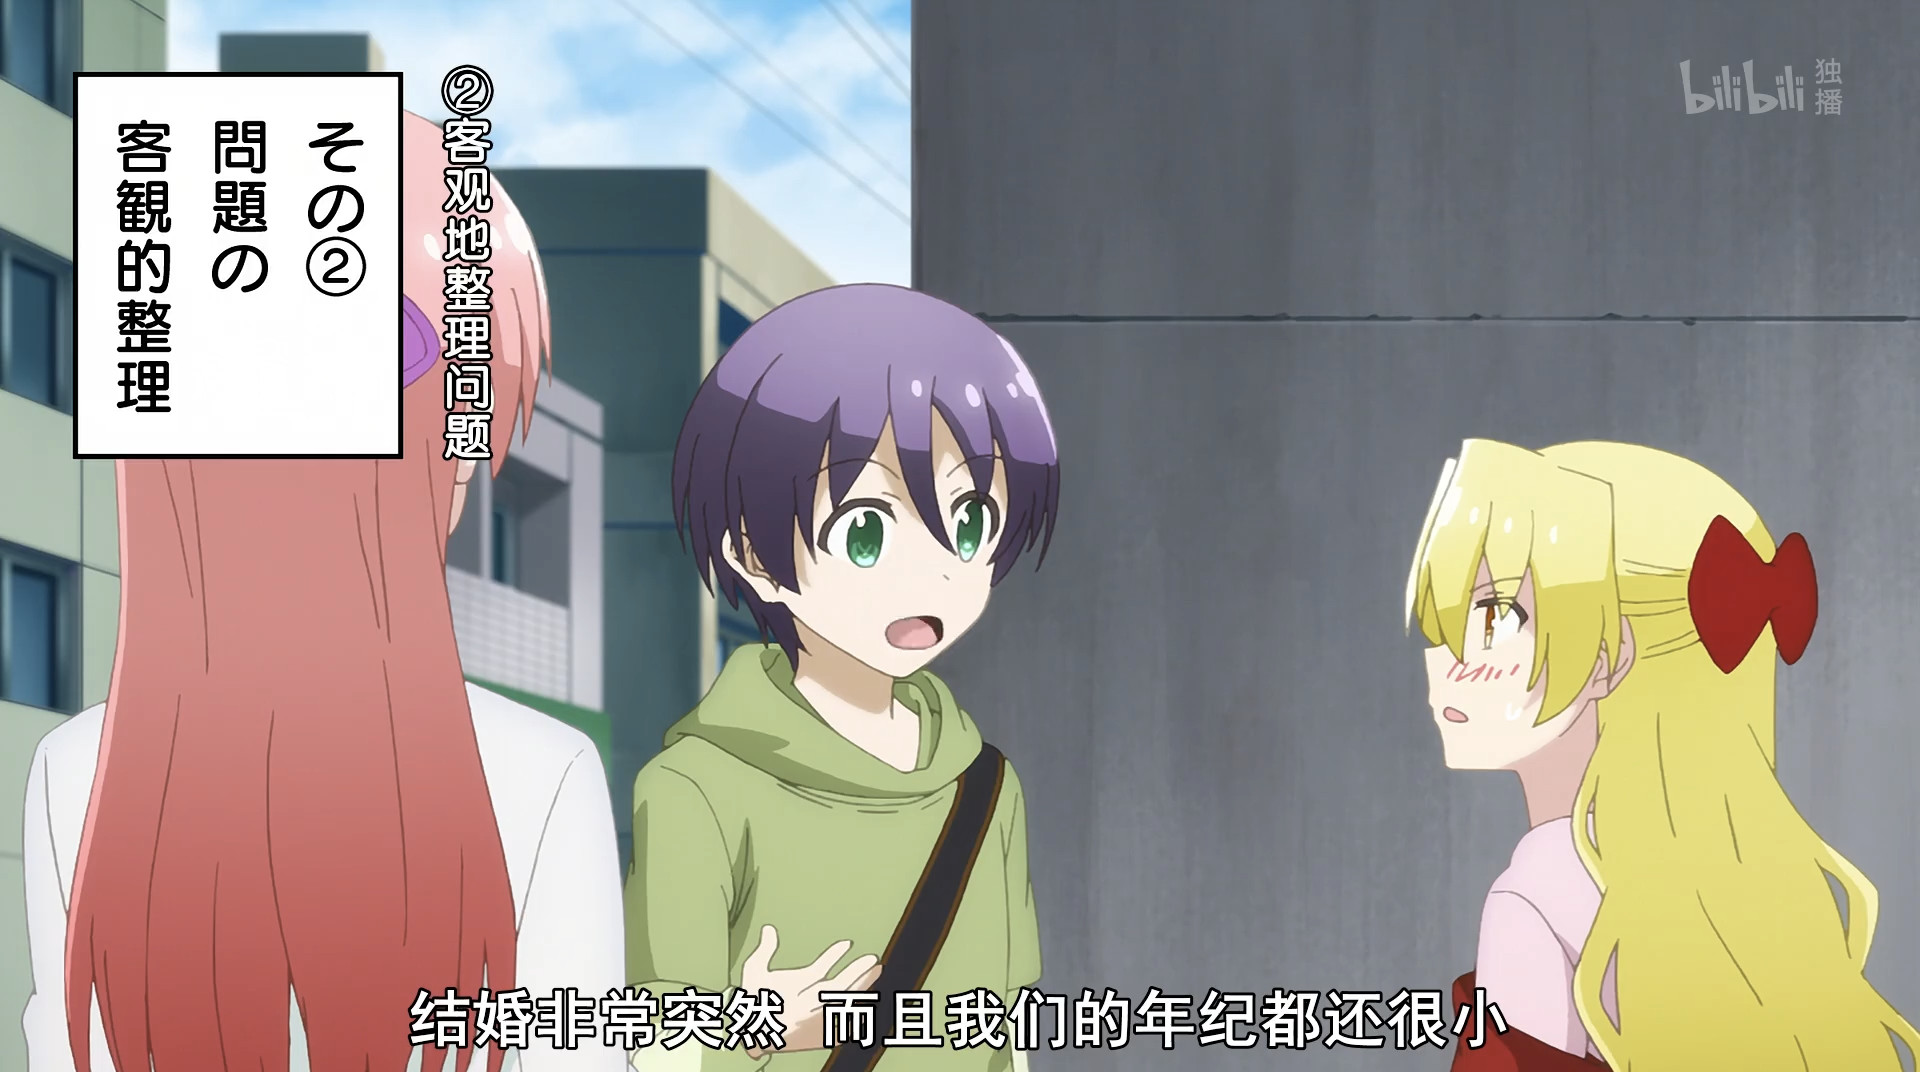 その②
問題の
客観的整理
②客观地整理问题
bilibili 独播
结婚非常突然 而且我们的年纪都还很小